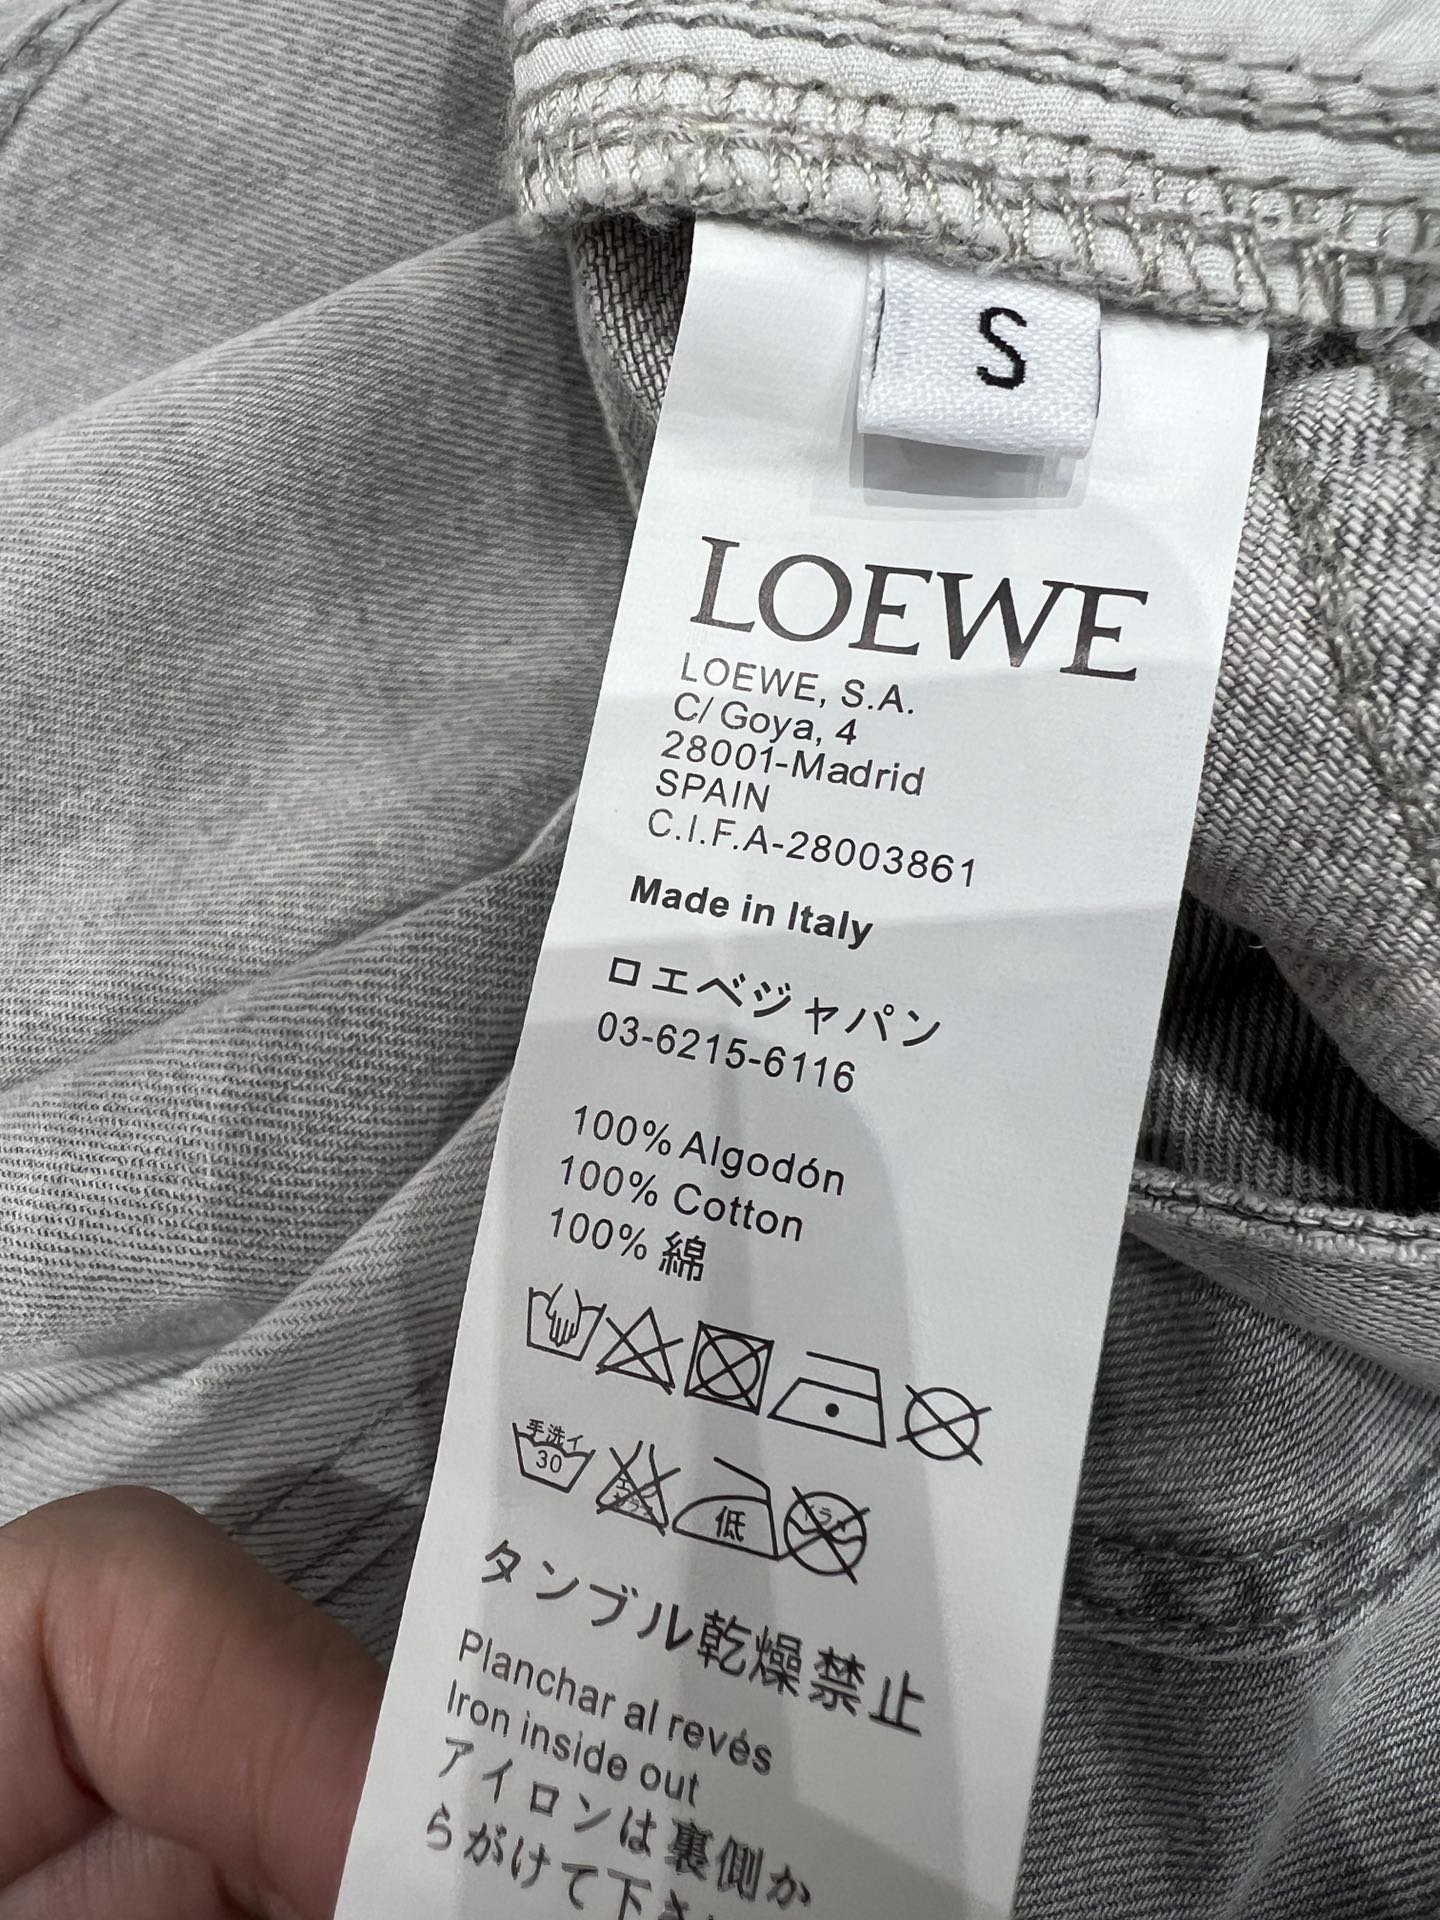 S
LOEWE
LOEWE, S.A.
C/ Goya, 4
28001-Madrid
SPAIN
C.I.F.A-28003861
Made in Italy
ロエベジャパン
03-6215-6116
100% Algodón
100% Cotton
100% 綿
手洗イ
30
低
タンブル乾燥禁止
Planchar al revés
Iron inside out
アイロンは裏側か
らがけて下さ